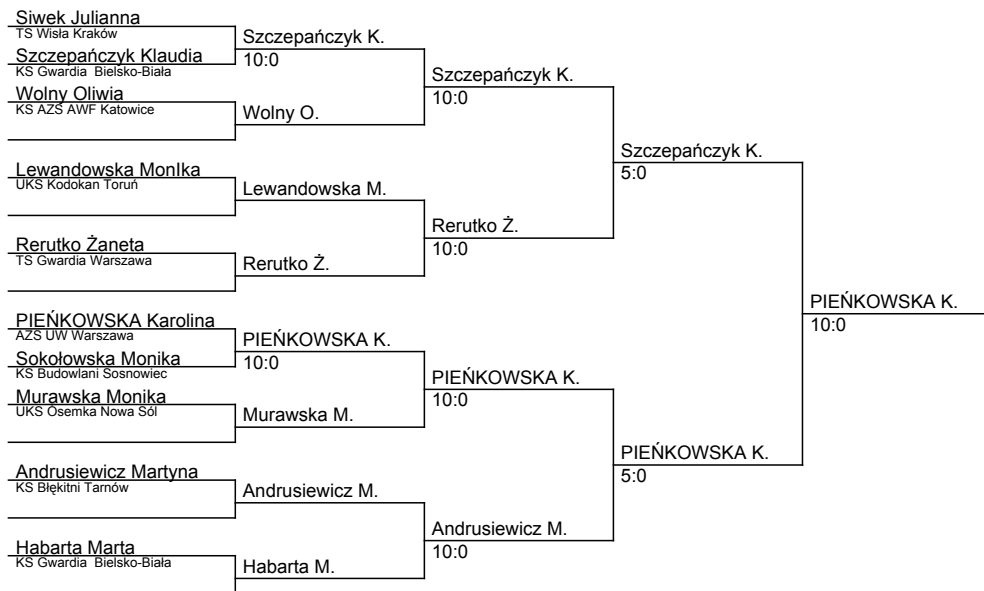 Siwek Julianna
TS Wisła Kraków
Szczepańczyk Klaudia
KS Gwardia Bielsko-Biała
Wolny Oliwia
KS AZS AWF Katowice
Lewandowska MonIka
UKS Kodokan Toruń
Rerutko Żaneta
TS Gwardia Warszawa
PIEŃKOWSKA Karolina
AZS UW Warszawa
Sokołowska Monika
KS Budowlani Sosnowiec
Murawska Monika
UKS Ósemka Nowa Sól
Andrusiewicz Martyna
KS Błękitni Tarnów
Habarta Marta
KS Gwardia Bielsko-Biała
Szczepańczyk K.
10:0
Wolny O.
Lewandowska M.
Rerutko Ż.
PIEŃKOWSKA K.
10:0
Murawska M.
Andrusiewicz M.
Habarta M.
Szczepańczyk K.
10:0
Rerutko Ż.
10:0
PIEŃKOWSKA K.
10:0
Andrusiewicz M.
10:0
Szczepańczyk K.
5:0
PIEŃKOWSKA K.
5:0
PIEŃKOWSKA K.
10:0